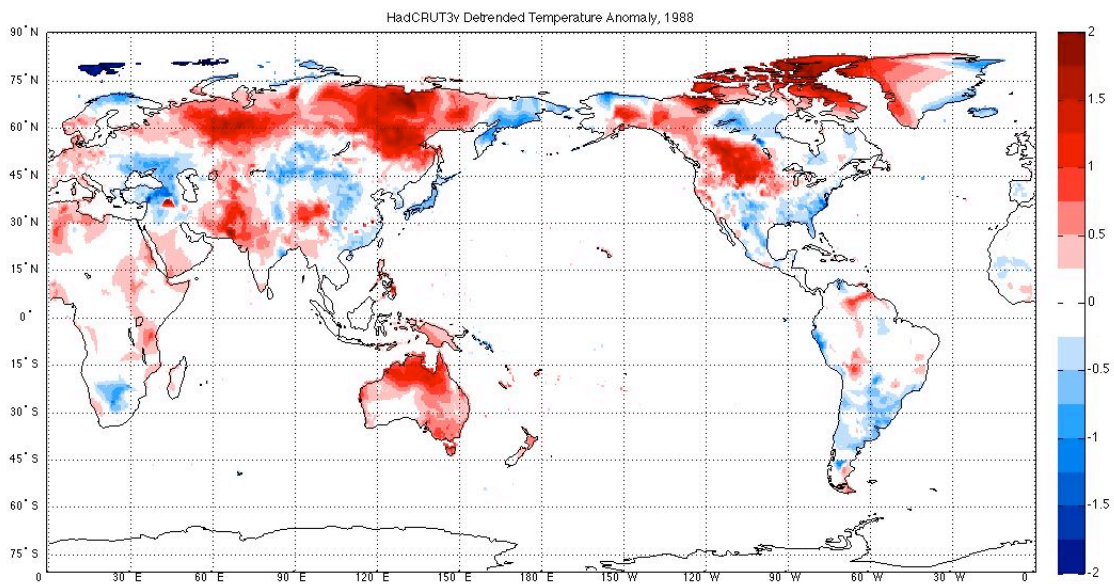 HadCRUT3v Detrended Temperature Anomaly, 1988
90° N
75° N
60° N
45° N
30° N
15° N
0°
15° S
30° S
45° S
60° S
75° S
0 30 E 60 E 90 E 120 E 150 E 180 E 150 W 120 W 90 W 60 W 30 W
2
1.5
1
0.5
0
-0.5
-1
-1.5
-2